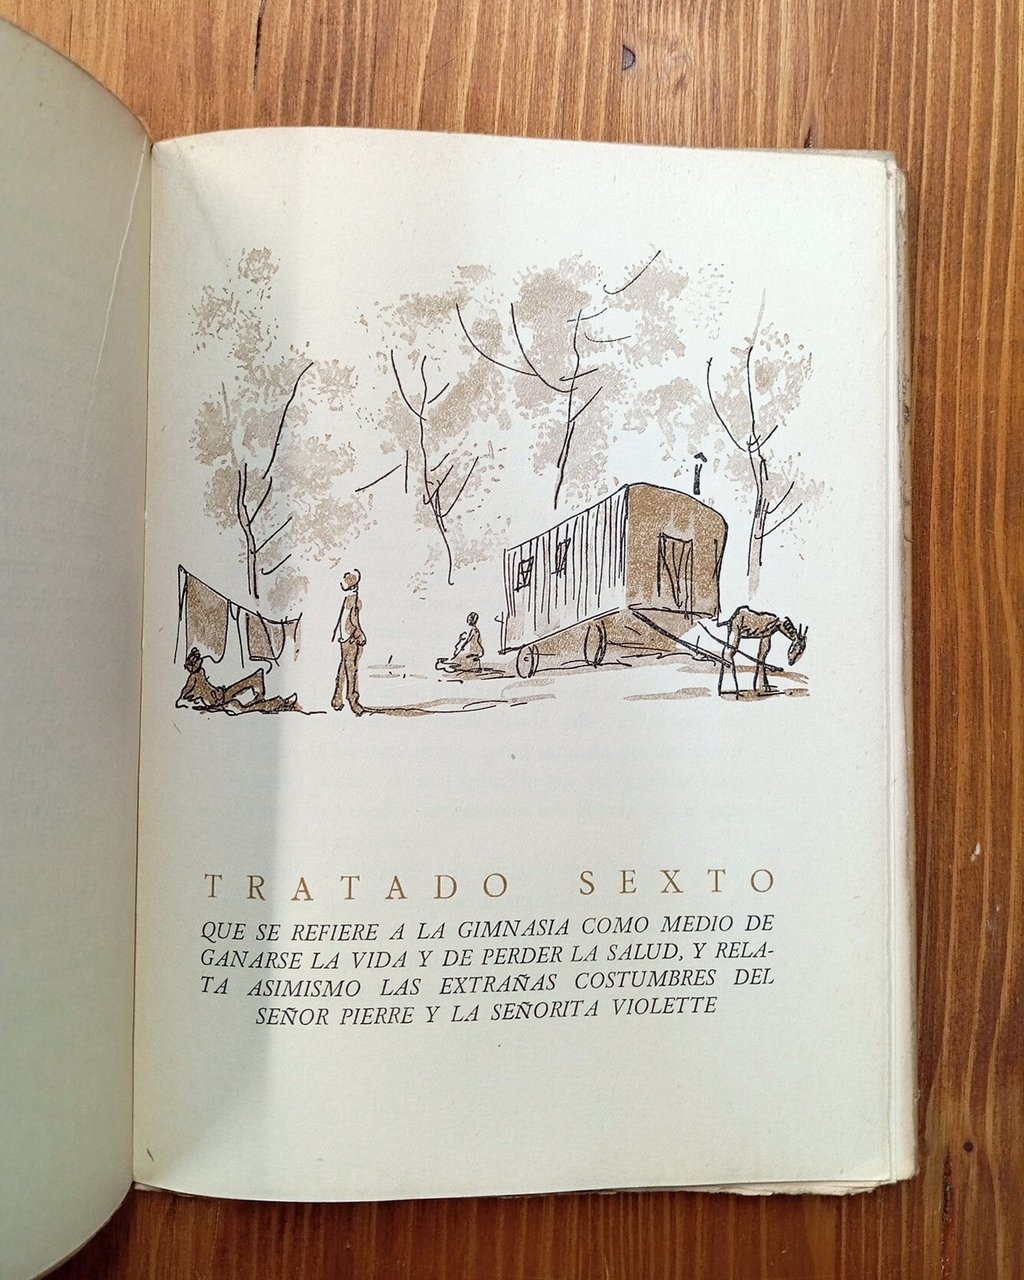 TRATADO SEXTO
QUE SE REFIERE A LA GIMNASIA COMO MEDIO DE
GANARSE LA VIDA Y DE PERDER LA SALUD, Y RELA-
TA ASIMISMO LAS EXTRAÑAS COSTUMBRES DEL
SEÑOR PIERRE Y LA SEÑORITA VIOLETTE